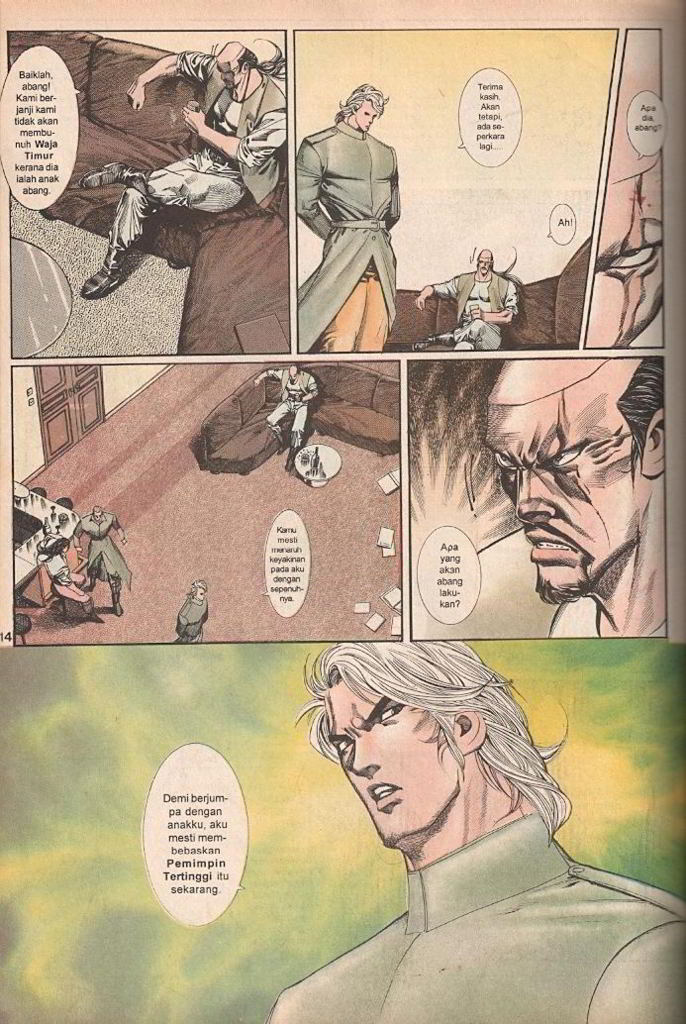 Baiklah,
abang!
Kami ber-
janji kami
tidak akan
membu-
nuh Waja
Timur
kerana dia
ialah anak
abang.
Terima
kasih.
Akan
tetapi,
ada se-
perkara
lagi....
Ah!
Apa
dia,
abang?
Kamu
mesti
menaruh
keyakinan
pada aku
dengan
sepenuh-
nya.
Apa
yang
akan
abang
laku-
kan?
14
Demi berjum-
pa dengan
anakku, aku
mesti mem-
bebaskan
Pemimpin
Tertinggi itu
sekarang.